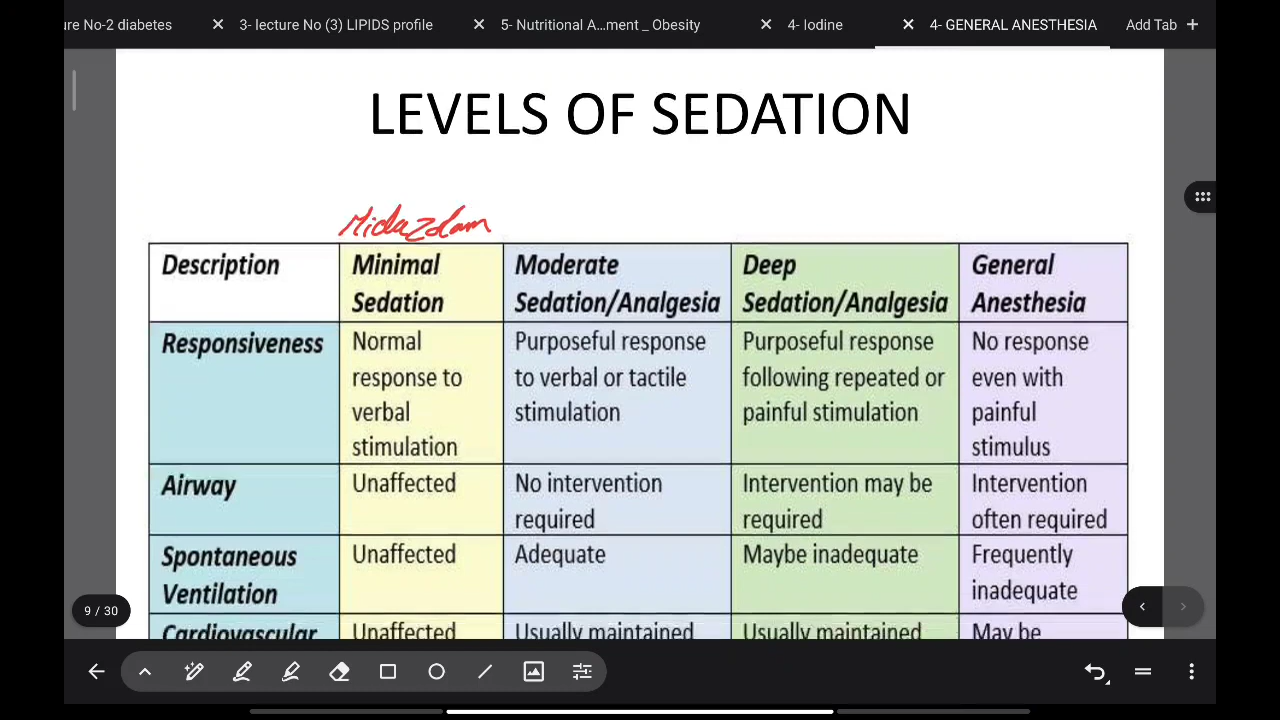 ure No-2 diabetes
3- lecture No (3) LIPIDS profile
5- Nutritional A...ment _ Obesity
4- Iodine
4- GENERAL ANESTHESIA
Add Tab
LEVELS OF SEDATION
Midazolam
Description
Minimal
Sedation
Moderate
Sedation/Analgesia
Deep
Sedation/Analgesia
General
Anesthesia
Responsiveness
Normal
response to
verbal
stimulation
Purposeful response
to verbal or tactile
stimulation
Purposeful response
following repeated or
painful stimulation
No response
even with
painful
stimulus
Airway
Unaffected
No intervention
required
Intervention may be
required
Intervention
often required
Spontaneous
Ventilation
Unaffected
Adequate
Maybe inadequate
Frequently
inadequate
Cardiovascular
Unaffected
Usually maintained
Usually maintained
May be
9 / 30